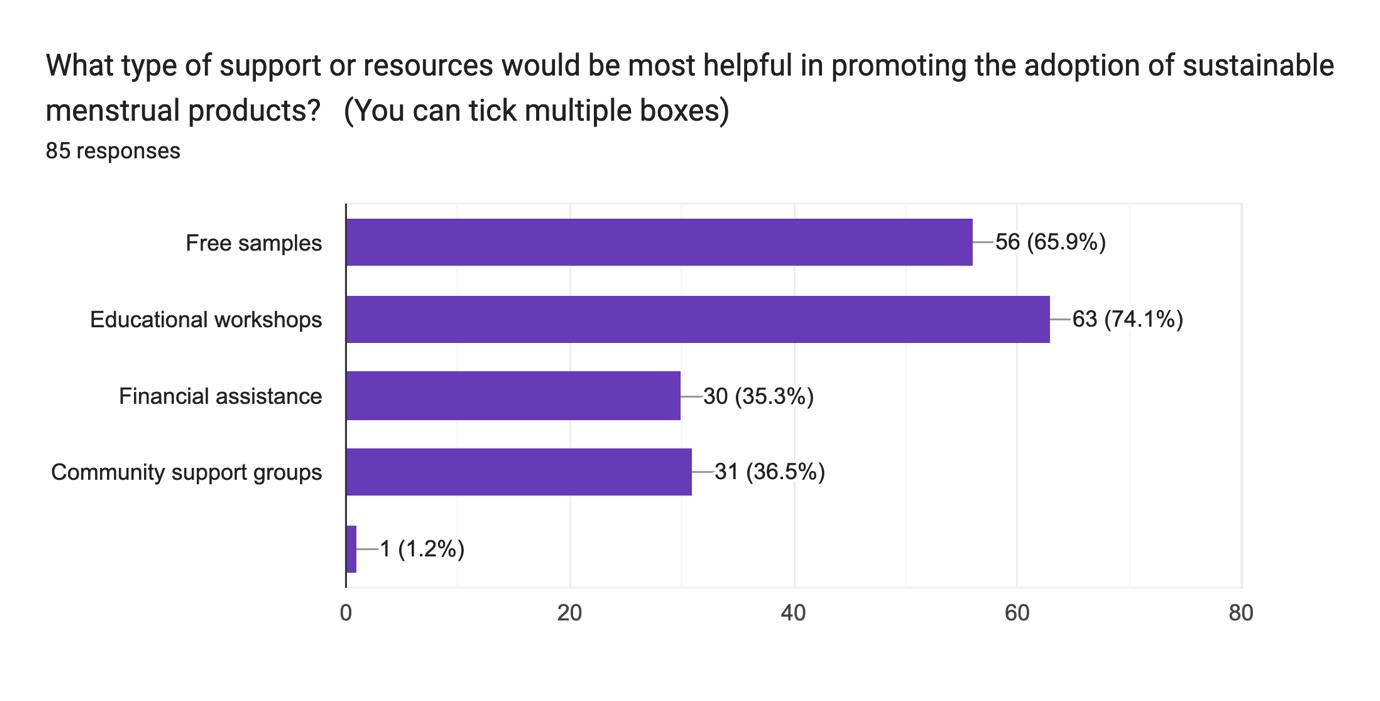 What type of support or resources would be most helpful in promoting the adoption of sustainable
menstrual products?   (You can tick multiple boxes)
85 responses
Free samples
56 (65.9%)
Educational workshops
63 (74.1%)
Financial assistance
30 (35.3%)
Community support groups
31 (36.5%)
1 (1.2%)
0 20 40 60 80